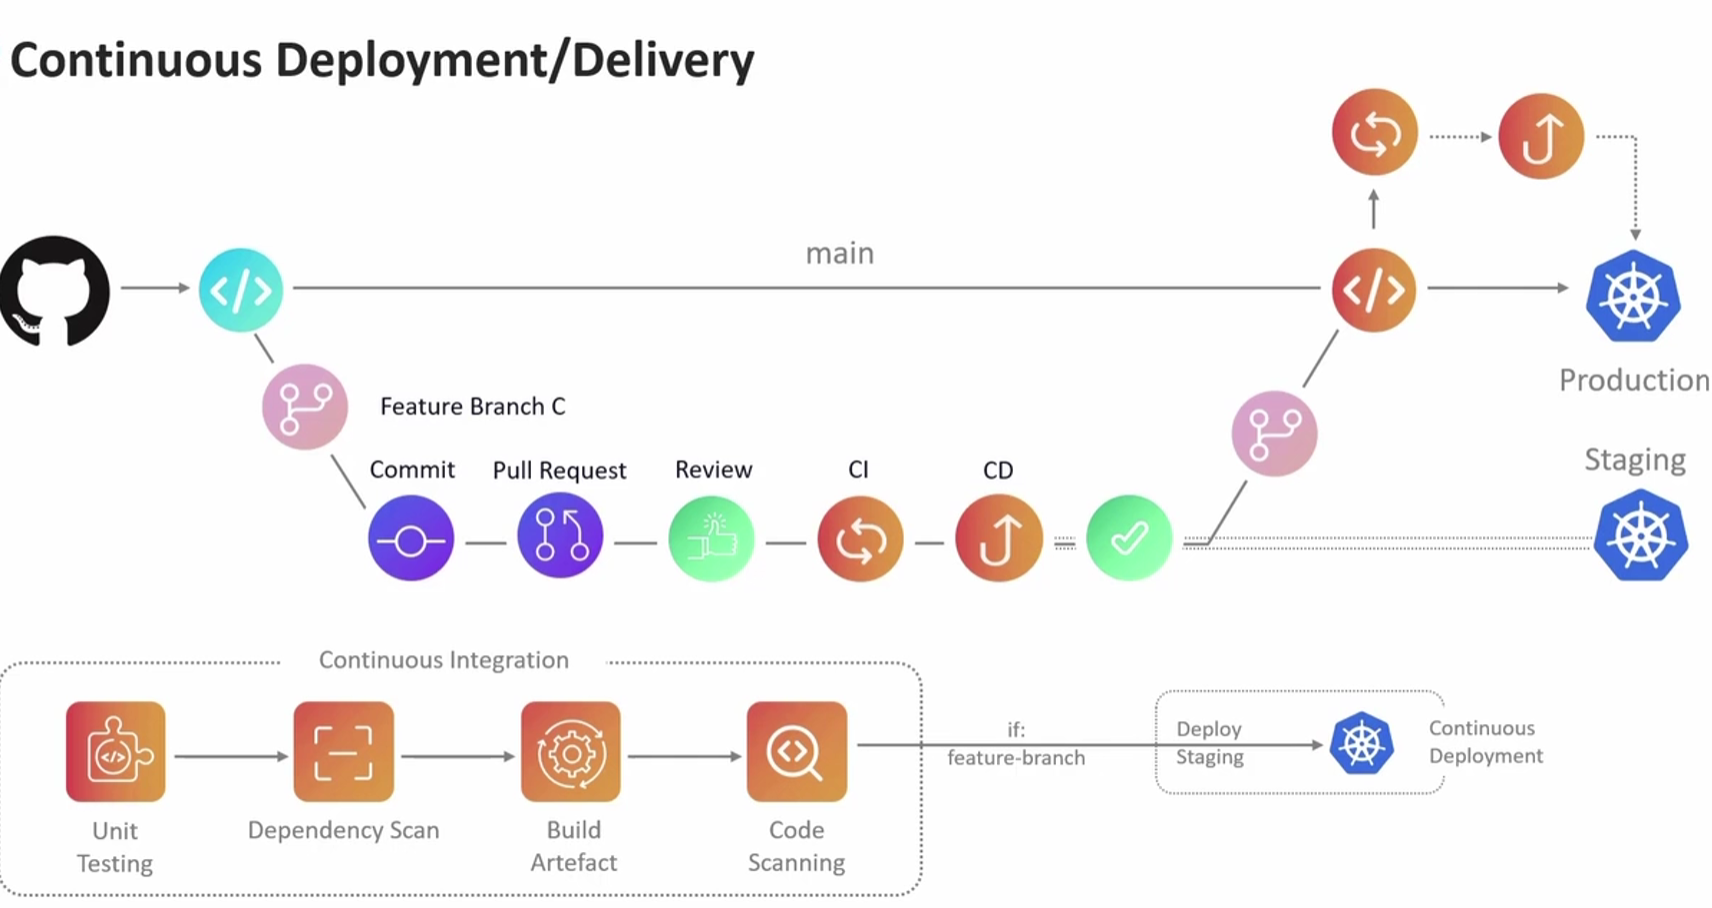 Continuous Deployment/Delivery
main
Production
Feature Branch C
Staging
Commit
Pull Request
Review
CI
CD
Continuous Integration
Unit
Testing
Dependency Scan
Build
Artefact
Code
Scanning
if:
feature-branch
Deploy
Staging
Continuous
Deployment